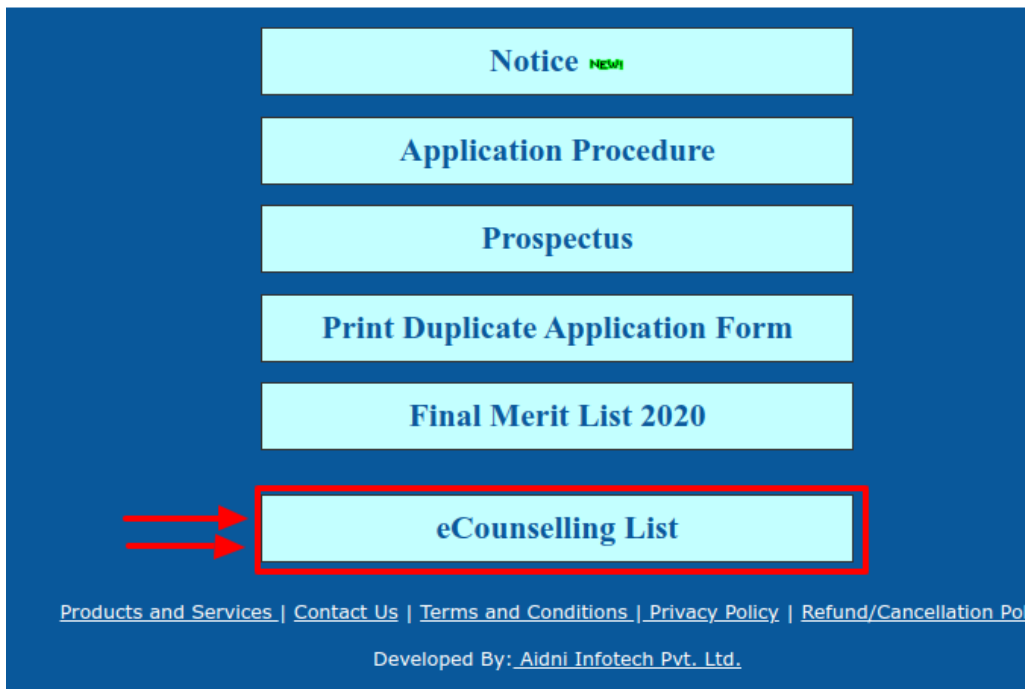 Notice NEW!
Application Procedure
Prospectus
Print Duplicate Application Form
Final Merit List 2020
eCounselling List
Products and Services | Contact Us | Terms and Conditions | Privacy Policy | Refund/Cancellation Pol
Developed By: Aidni Infotech Pvt. Ltd.